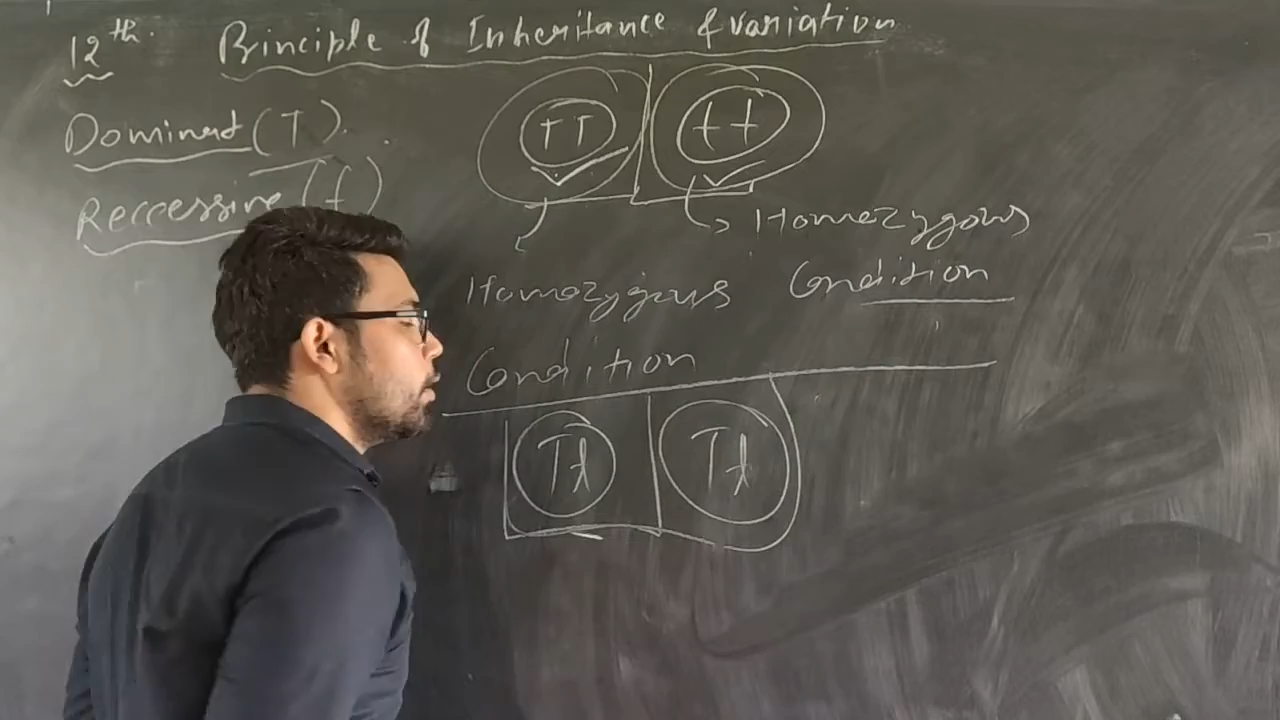 12th. Principle of Inheritance & variation
Dominant (T).
Reccessive (t)
TT tt
Homozygous
Homozygous Condition
Condition
Tt Tt